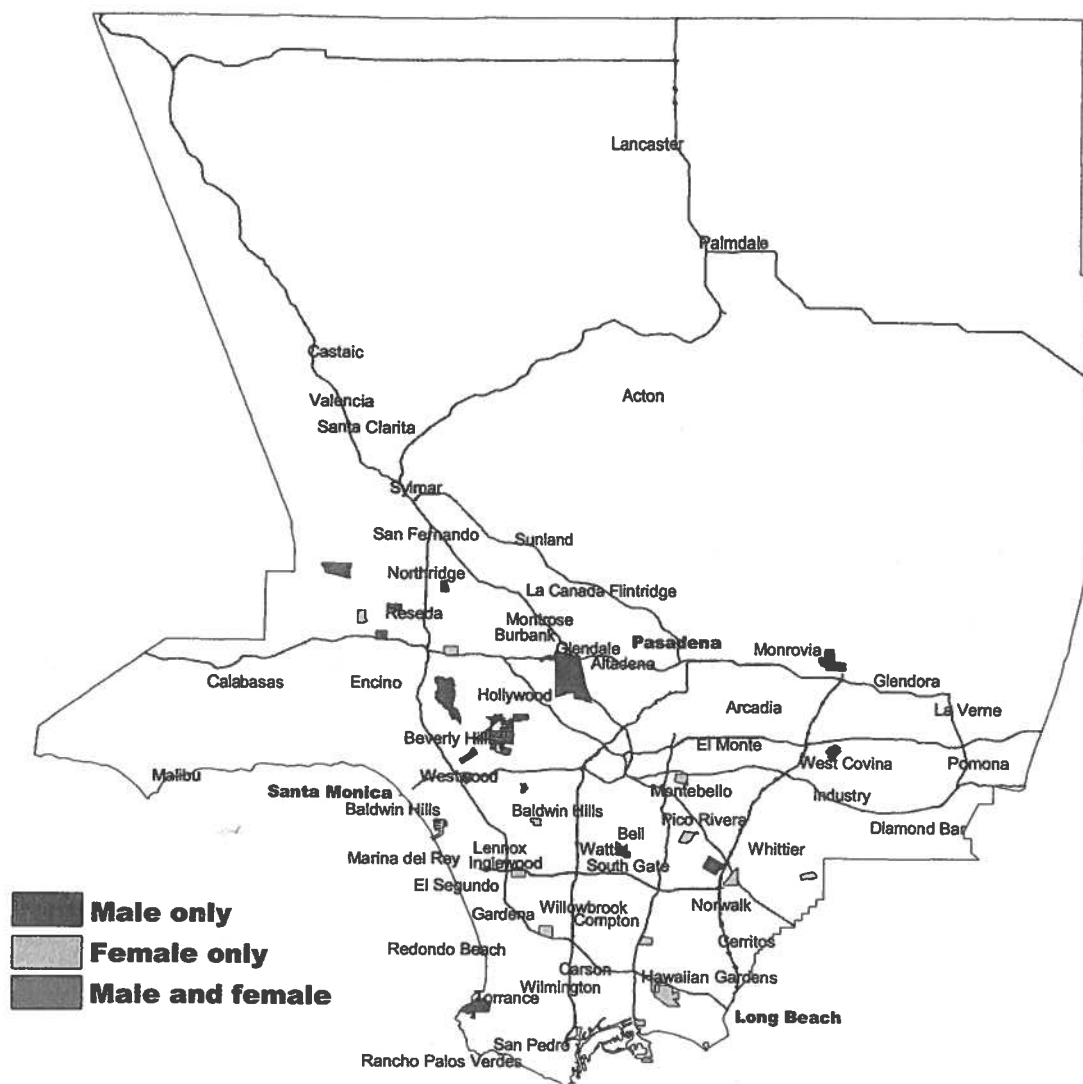 Lancaster
Palmdale
Castaic
Acton
Valencia
Santa Clarita
Sylmar
San Fernando
Sunland
Northridge
La Canada Flintridge
Reseda
Montrose
Burbank
Pasadena
Glendale
Monrovia
Altadena
Calabasas
Encino
Glendora
Hollywood
Arcadia
La Verne
Beverly Hills
El Monte
West Covina
Pomona
Malibu
Westwood
Santa Monica
Montebello
Industry
Baldwin Hills
Baldwin Hills
Pico Rivera
Diamond Bar
Bell
Lennox
Watts
Whittier
Marina del Rey
Inglewood
South Gate
El Segundo
Male only
Gardena
Willowbrook
Norwalk
Compton
Redondo Beach
Cerritos
Female only
Carson
Hawaiian Gardens
Wilmington
Male and female
Torrance
Long Beach
San Pedro
Rancho Palos Verdes